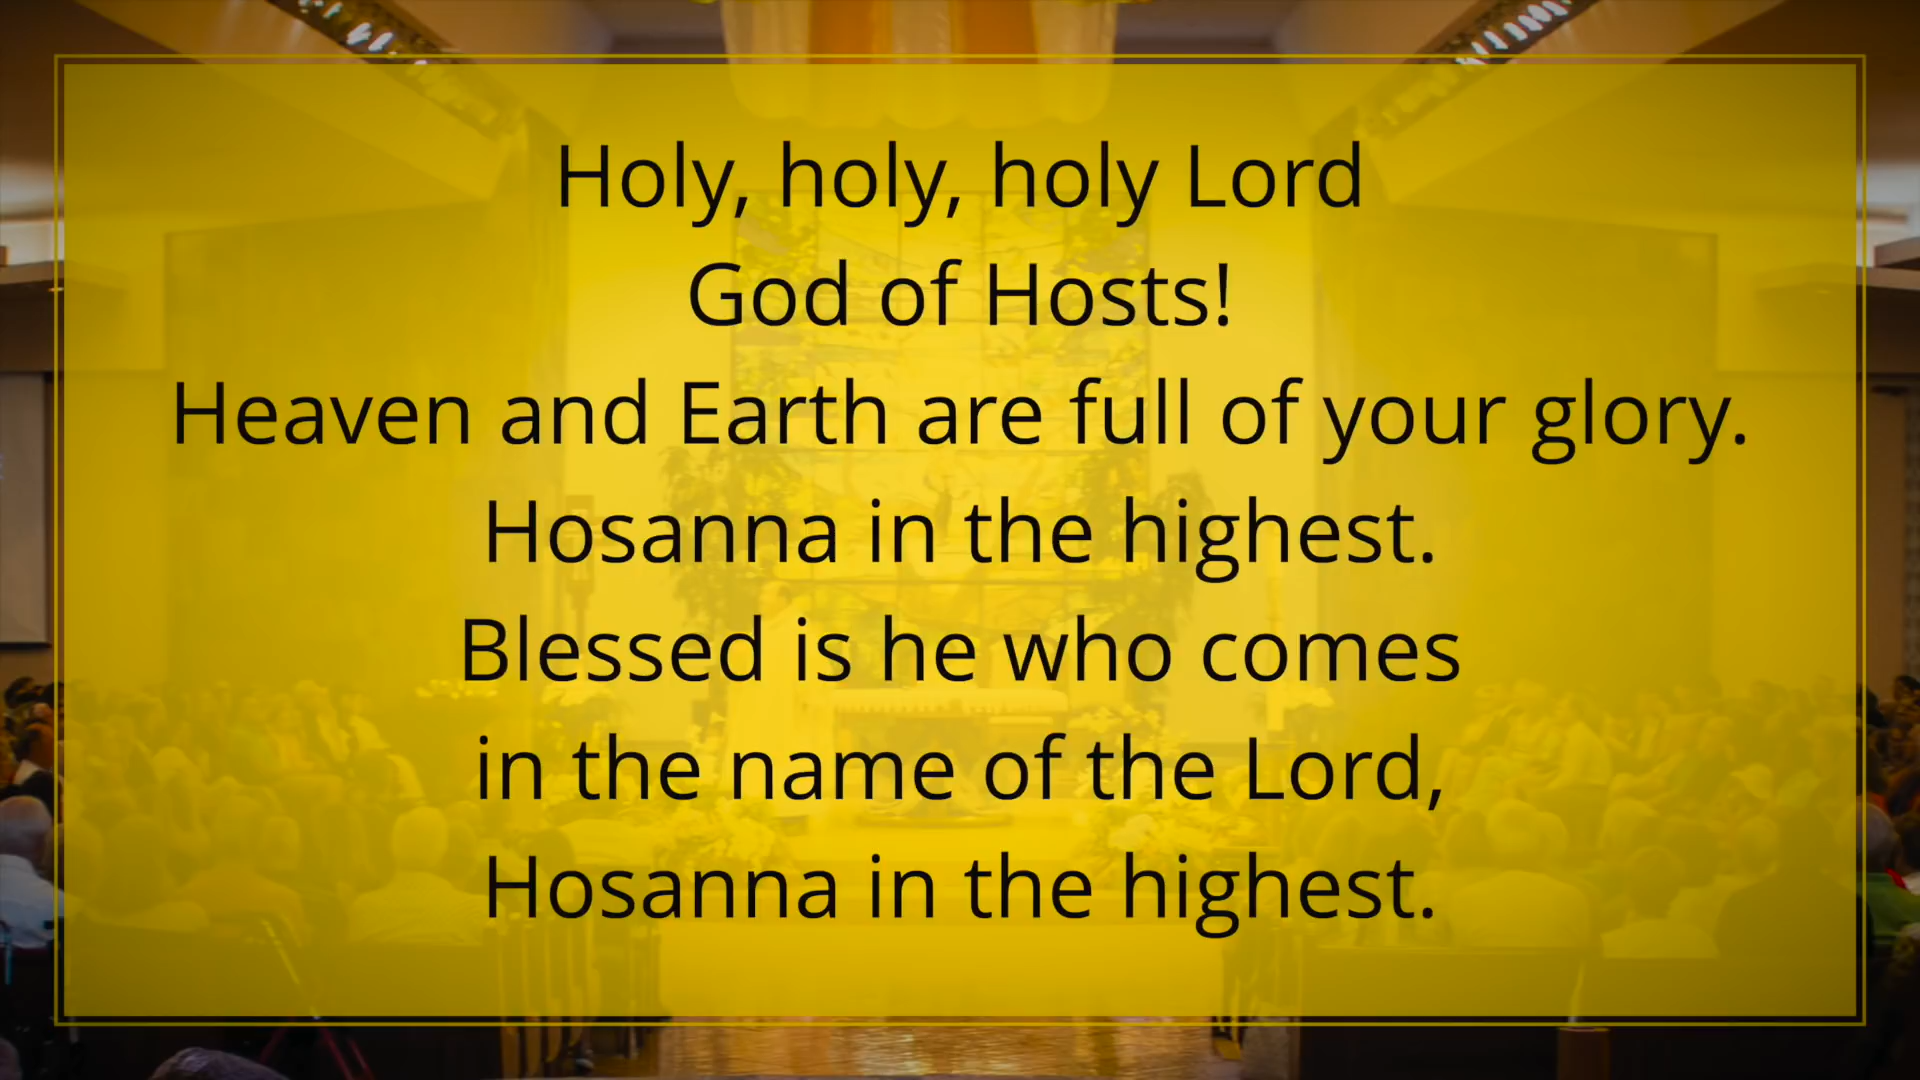 Holy, holy, holy Lord
God of Hosts!
Heaven and Earth are full of your glory.
Hosanna in the highest.
Blessed is he who comes
in the name of the Lord,
Hosanna in the highest.